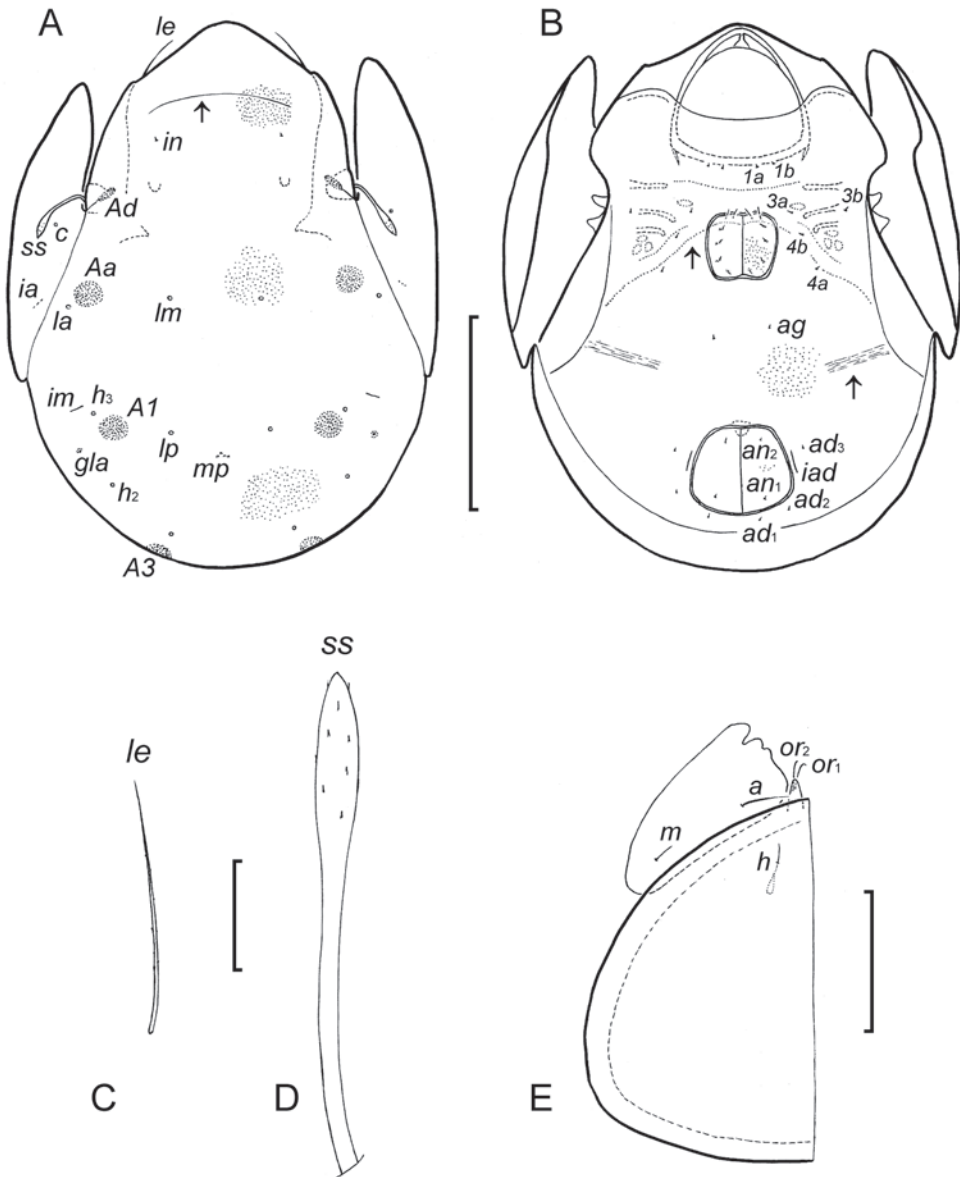 A
le
in
Ad
ss c
Aa
ia
la
lm
im h3 A1
lp
gla
mp
h2
A3
B
1a 1b
3a 3b
4b
4a
ag
an2 ad3
iad
an1
ad2
ad1
le
C
ss
D
or2
or1
a
m
h
E